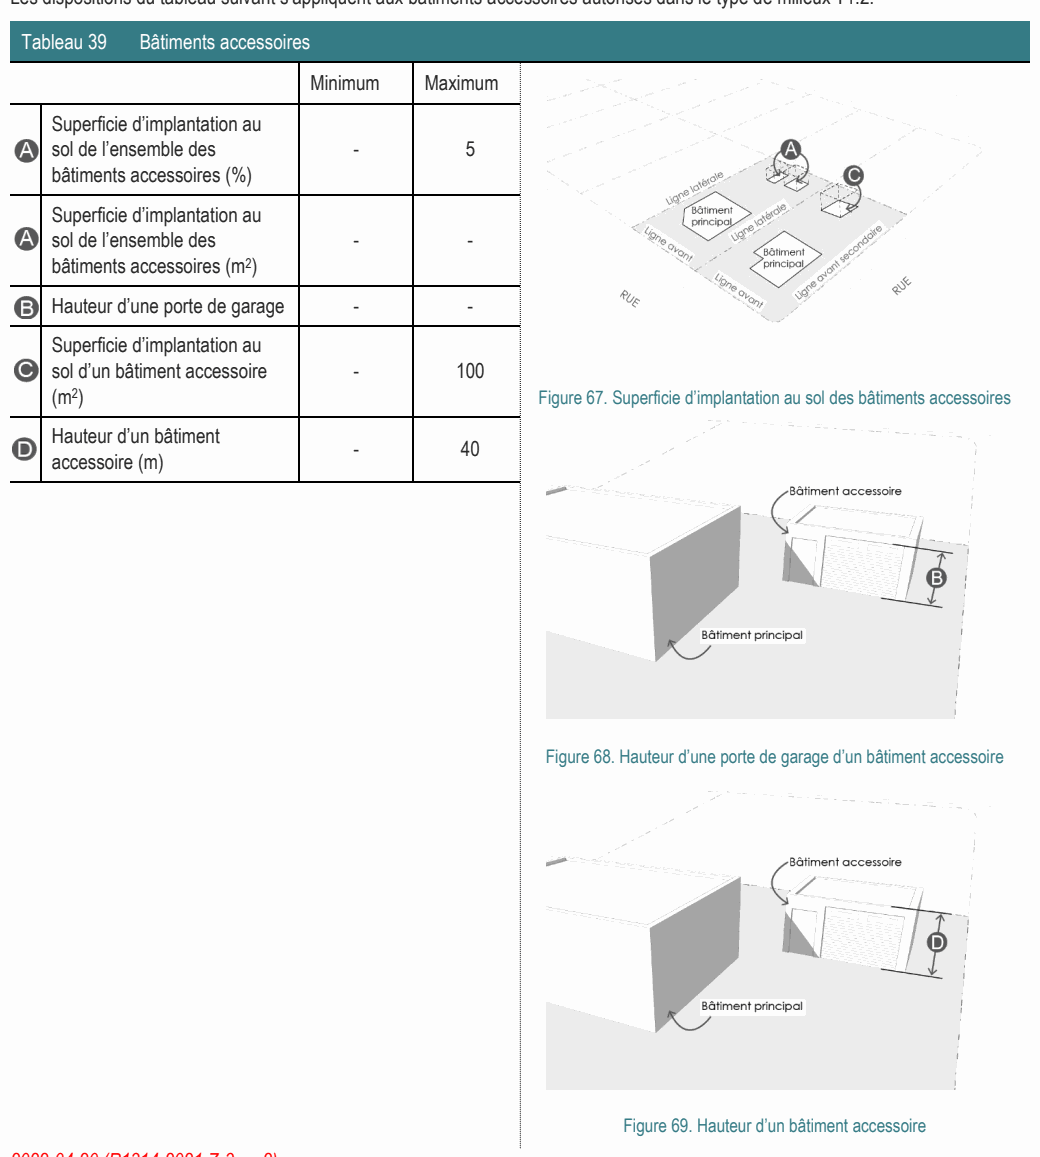 Les dispositions du tableau suivant s'appliquent aux bâtiments accessoires autorisés dans le type de milieux T1.2.
Tableau 39 Bâtiments accessoires
Minimum Maximum
A Superficie d'implantation au
sol de l'ensemble des
bâtiments accessoires (%)
- 5
A Superficie d'implantation au
sol de l'ensemble des
bâtiments accessoires (m²)
- -
B Hauteur d'une porte de garage - -
C Superficie d'implantation au
sol d'un bâtiment accessoire
(m²)
- 100
D Hauteur d'un bâtiment
accessoire (m)
- 40
A
C
Ligne latérale
Bâtiment
principal
Ligne latérale
Ligne avant
Bâtiment
principal
Ligne avant secondaire
Ligne avant
RUE
RUE
Figure 67. Superficie d'implantation au sol des bâtiments accessoires
Bâtiment accessoire
B
Bâtiment principal
Figure 68. Hauteur d'une porte de garage d'un bâtiment accessoire
Bâtiment accessoire
D
Bâtiment principal
Figure 69. Hauteur d'un bâtiment accessoire